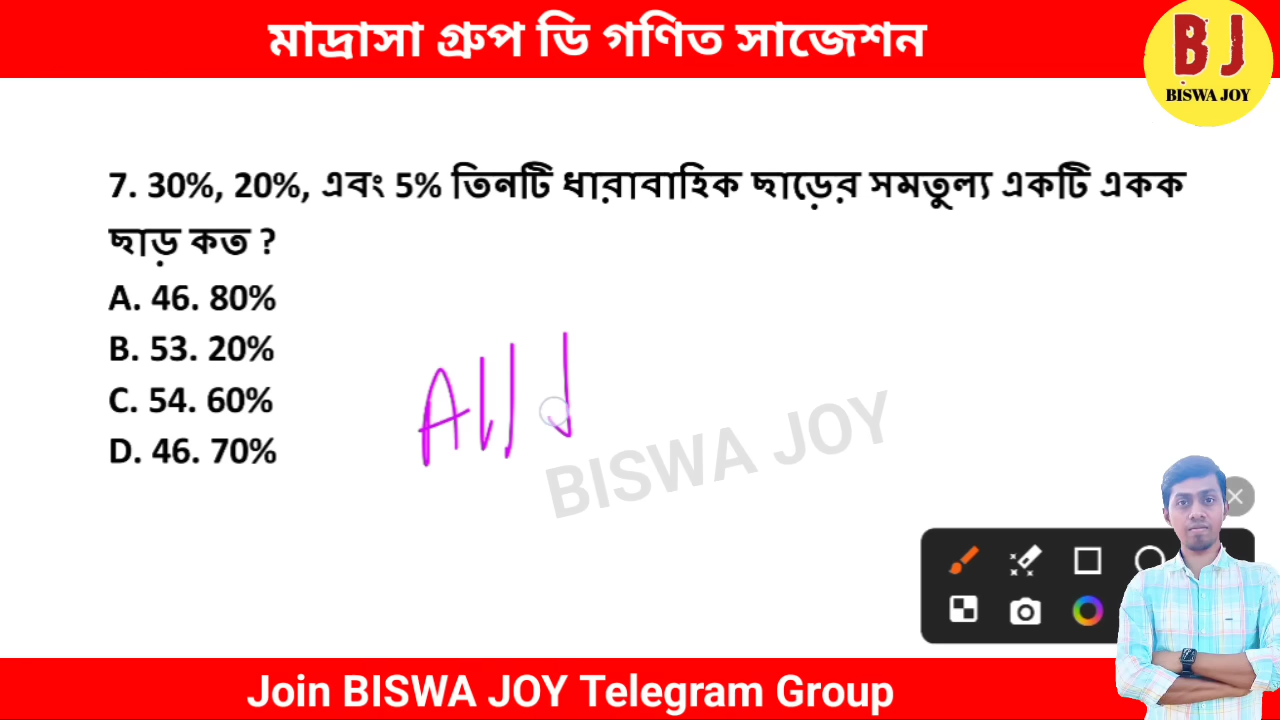 মাদ্রাসা গ্রুপ ডি গণিত সাজেশন
BJ
BISWA JOY
7. 30%, 20%, এবং 5% তিনটি ধারাবাহিক ছাড়ের সমতুল্য একটি একক
ছাড় কত ?
A. 46. 80%
B. 53. 20%
C. 54. 60%
D. 46. 70%
BISWA JOY
Join BISWA JOY Telegram Group